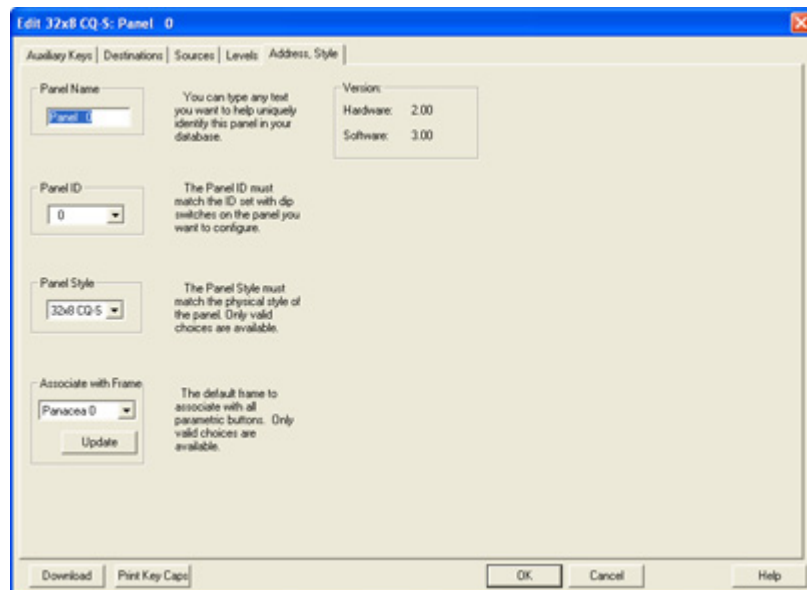 Edit 32x8 CQ-S: Panel 0
Auxiliary Keys Destinations Sources Levels Address, Style
Panel Name
Panel 0
You can type any text
you want to help uniquely
identify this panel in your
database.
Version:
Hardware: 2.00
Software: 3.00
Panel ID
0
The Panel ID must
match the ID set with dip
switches on the panel you
want to configure.
Panel Style
32x8 CQ-S
The Panel Style must
match the physical style of
the panel. Only valid
choices are available.
Associate with Frame
Panacea 0
Update
The default frame to
associate with all
parametric buttons. Only
valid choices are
available.
Download Print Key Caps OK Cancel Help